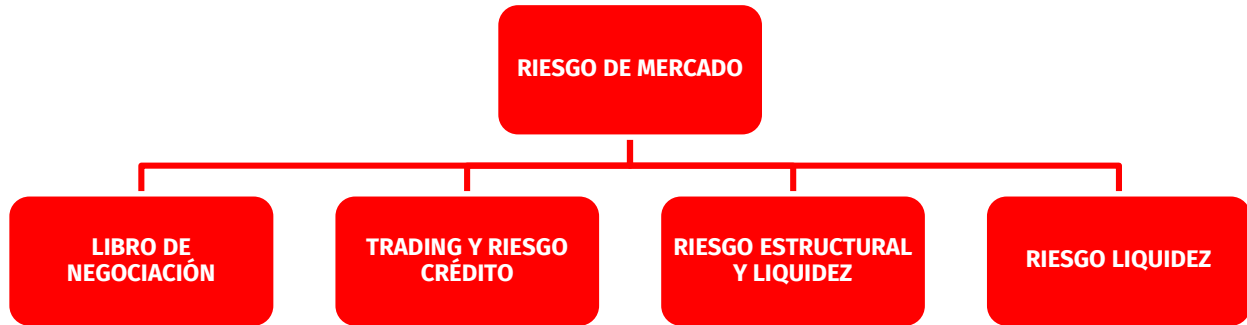 RIESGO DE MERCADO
LIBRO DE
NEGOCIACIÓN
TRADING Y RIESGO
CRÉDITO
RIESGO ESTRUCTURAL
Y LIQUIDEZ
RIESGO LIQUIDEZ